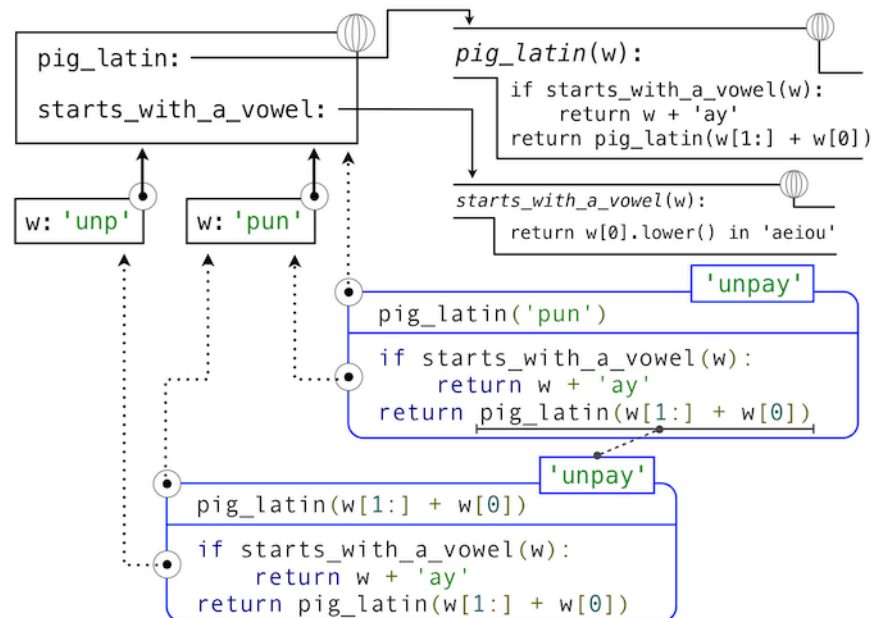 pig_latin:
starts_with_a_vowel:
pig_latin(w):
if starts_with_a_vowel(w):
return w + 'ay'
return pig_latin(w[1:] + w[0])
starts_with_a_vowel(w):
return w[0].lower() in 'aeiou'
w: 'unp'
w: 'pun'
'unpay'
pig_latin('pun')
if starts_with_a_vowel(w):
return w + 'ay'
return pig_latin(w[1:] + w[0])
'unpay'
pig_latin(w[1:] + w[0])
if starts_with_a_vowel(w):
return w + 'ay'
return pig_latin(w[1:] + w[0])